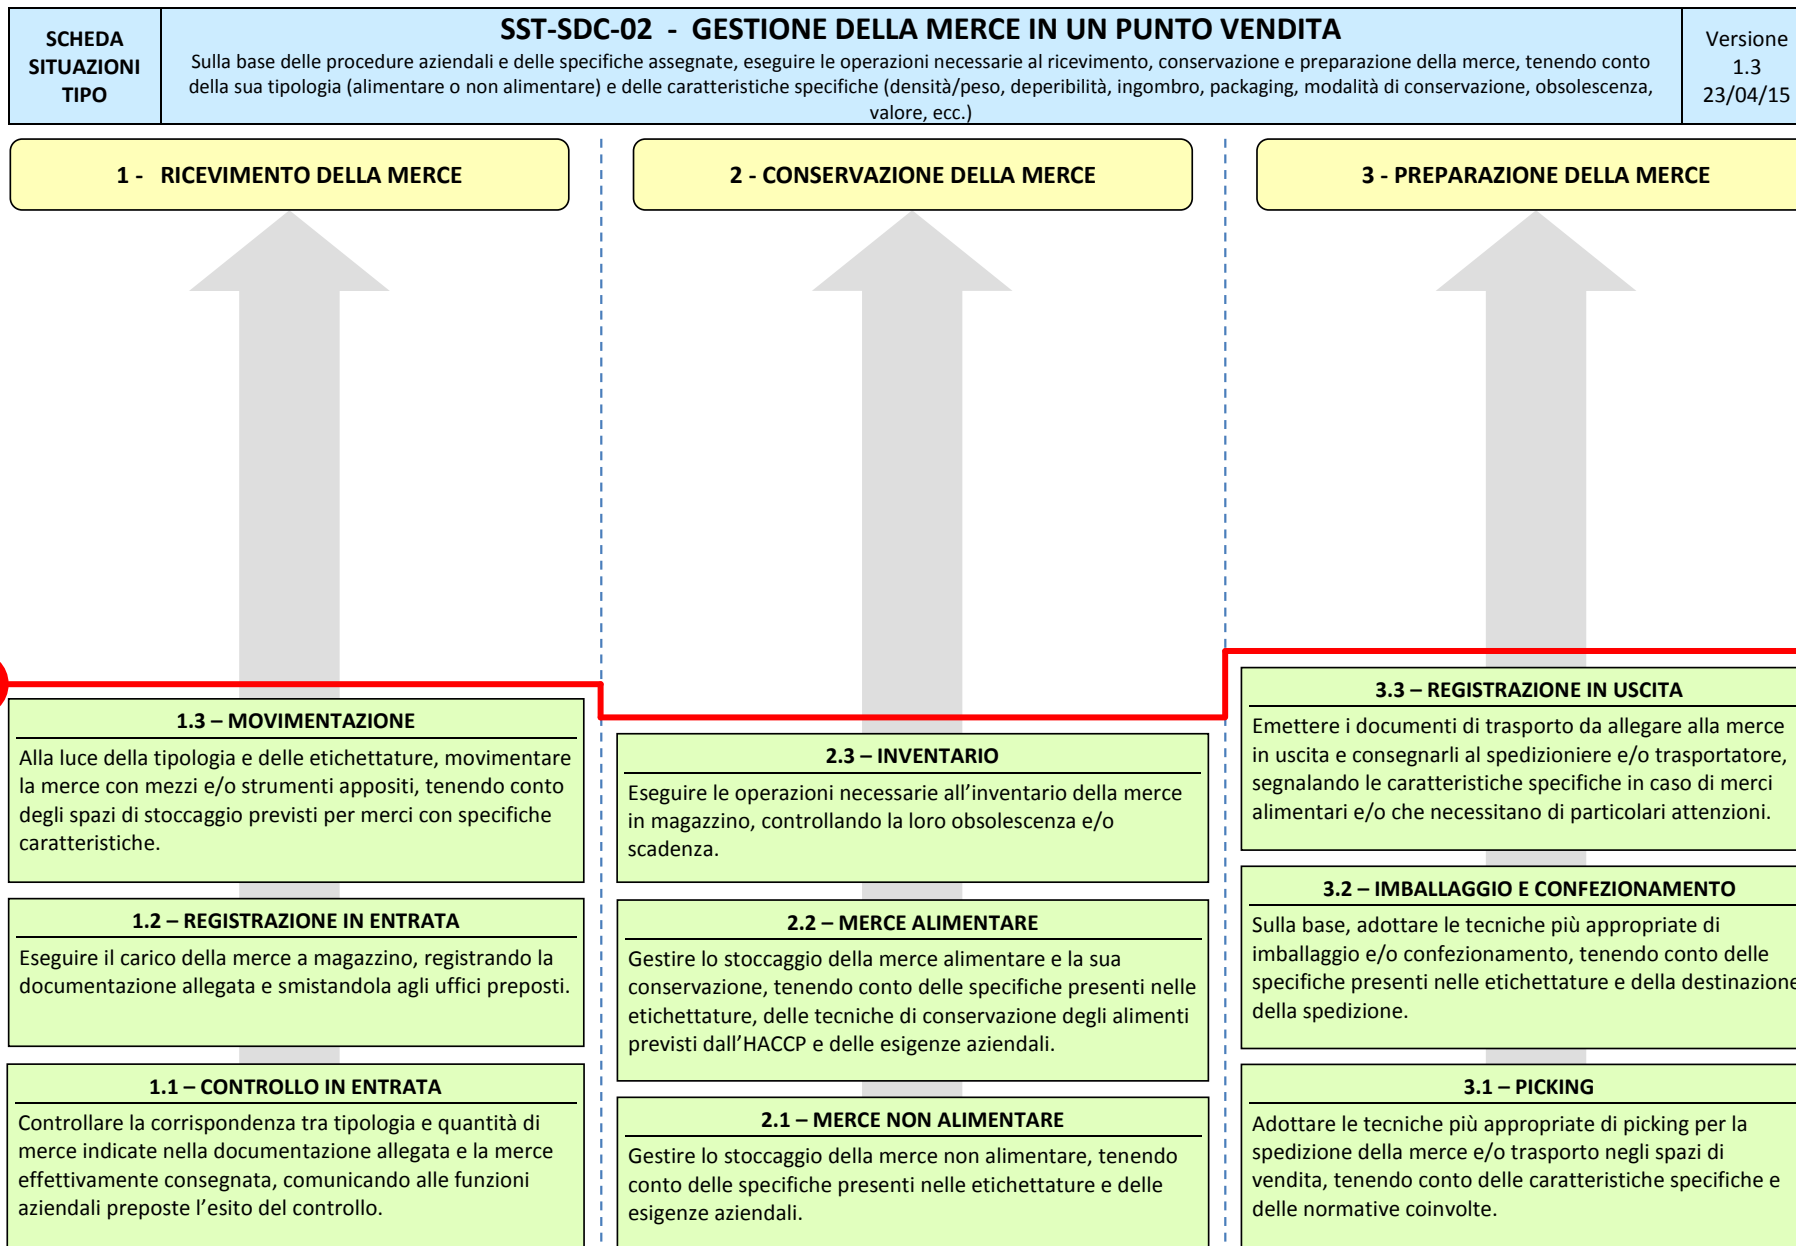 SCHEDA
SITUAZIONI
TIPO
SST-SDC-02 - GESTIONE DELLA MERCE IN UN PUNTO VENDITA
Sulla base delle procedure aziendali e delle specifiche assegnate, eseguire le operazioni necessarie al ricevimento, conservazione e preparazione della merce, tenendo conto
della sua tipologia (alimentare o non alimentare) e delle caratteristiche specifiche (densità/peso, deperibilità, ingombro, packaging, modalità di conservazione, obsolescenza,
valore, ecc.)
Versione
1.3
23/04/15
1 - RICEVIMENTO DELLA MERCE
2 - CONSERVAZIONE DELLA MERCE
3 - PREPARAZIONE DELLA MERCE
1.3 – MOVIMENTAZIONE
Alla luce della tipologia e delle etichettature, movimentare
la merce con mezzi e/o strumenti appositi, tenendo conto
degli spazi di stoccaggio previsti per merci con specifiche
caratteristiche.
1.2 – REGISTRAZIONE IN ENTRATA
Eseguire il carico della merce a magazzino, registrando la
documentazione allegata e smistandola agli uffici preposti.
1.1 – CONTROLLO IN ENTRATA
Controllare la corrispondenza tra tipologia e quantità di
merce indicate nella documentazione allegata e la merce
effettivamente consegnata, comunicando alle funzioni
aziendali preposte l'esito del controllo.
2.3 – INVENTARIO
Eseguire le operazioni necessarie all'inventario della merce
in magazzino, controllando la loro obsolescenza e/o
scadenza.
2.2 – MERCE ALIMENTARE
Gestire lo stoccaggio della merce alimentare e la sua
conservazione, tenendo conto delle specifiche presenti nelle
etichettature, delle tecniche di conservazione degli alimenti
previsti dall'HACCP e delle esigenze aziendali.
2.1 – MERCE NON ALIMENTARE
Gestire lo stoccaggio della merce non alimentare, tenendo
conto delle specifiche presenti nelle etichettature e delle
esigenze aziendali.
3.3 – REGISTRAZIONE IN USCITA
Emettere i documenti di trasporto da allegare alla merce
in uscita e consegnarli al spedizioniere e/o trasportatore,
segnalando le caratteristiche specifiche in caso di merci
alimentari e/o che necessitano di particolari attenzioni.
3.2 – IMBALLAGGIO E CONFEZIONAMENTO
Sulla base, adottare le tecniche più appropriate di
imballaggio e/o confezionamento, tenendo conto delle
specifiche presenti nelle etichettature e della destinazione
della spedizione.
3.1 – PICKING
Adottare le tecniche più appropriate di picking per la
spedizione della merce e/o trasporto negli spazi di
vendita, tenendo conto delle caratteristiche specifiche e
delle normative coinvolte.